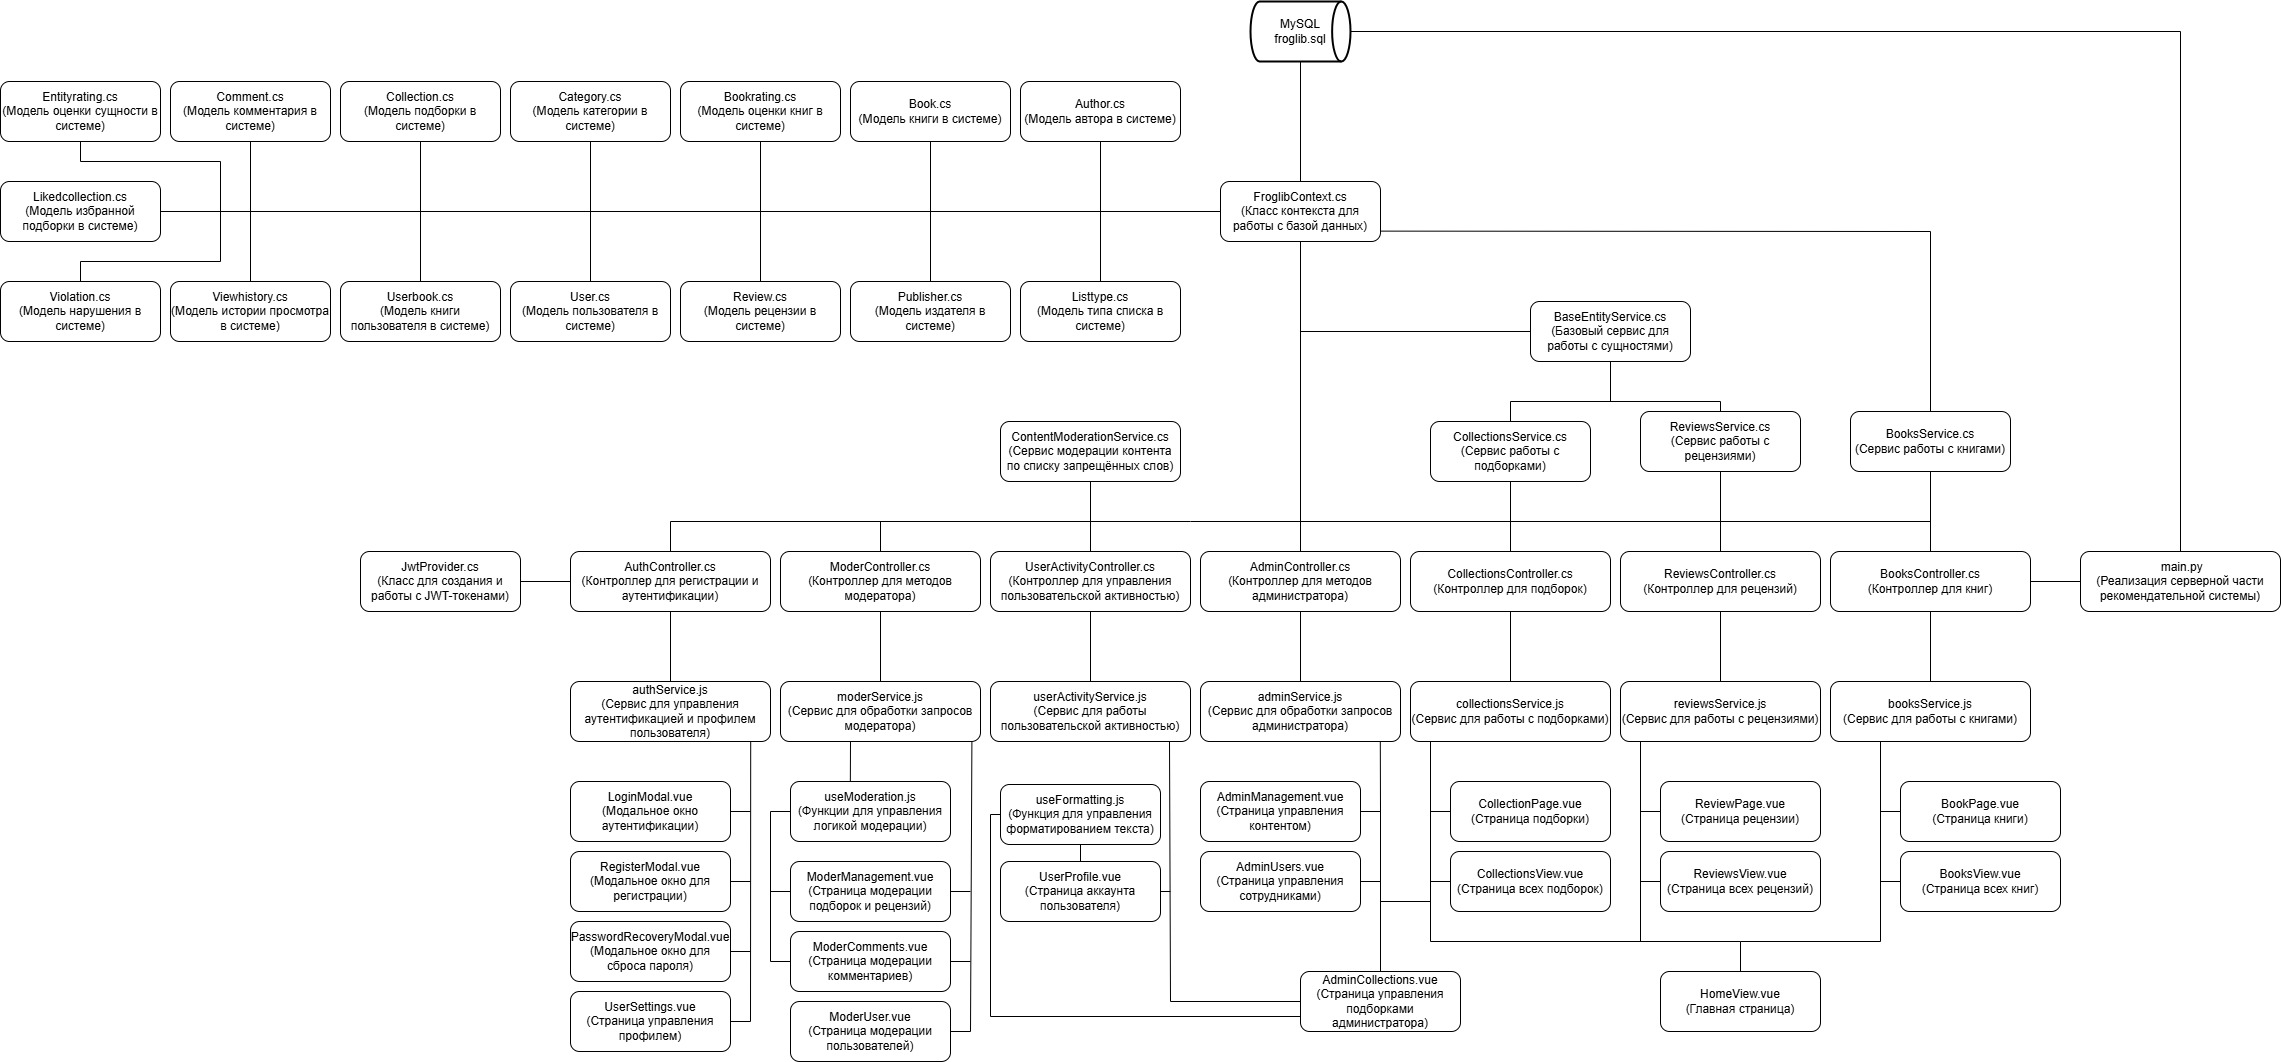 MySQL
froglib.sql
Entityrating.cs
(Модель оценки сущности в
системе)
Comment.cs
(Модель комментария в
системе)
Collection.cs
(Модель подборки в
системе)
Category.cs
(Модель категории в
системе)
Bookrating.cs
(Модель оценки книг в
системе)
Book.cs
(Модель книги в системе)
Author.cs
(Модель автора в системе)
Likedcollection.cs
(Модель избранной
подборки в системе)
FroglibContext.cs
(Класс контекста для
работы с базой данных)
Violation.cs
(Модель нарушения в
системе)
Viewhistory.cs
(Модель истории просмотра
в системе)
Userbook.cs
(Модель книги
пользователя в системе)
User.cs
(Модель пользователя в
системе)
Review.cs
(Модель рецензии в
системе)
Publisher.cs
(Модель издателя в
системе)
Listtype.cs
(Модель типа списка в
системе)
BaseEntityService.cs
(Базовый сервис для
работы с сущностями)
ContentModerationService.cs
(Сервис модерации контента
по списку запрещённых слов)
CollectionsService.cs
(Сервис работы с
подборками)
ReviewsService.cs
(Сервис работы с
рецензиями)
BooksService.cs
(Сервис работы с книгами)
JwtProvider.cs
(Класс для создания и
работы с JWT-токенами)
AuthController.cs
(Контроллер для регистрации и
аутентификации)
ModerController.cs
(Контроллер для методов
модератора)
UserActivityController.cs
(Контроллер для управления
пользовательской активностью)
AdminController.cs
(Контроллер для методов
администратора)
CollectionsController.cs
(Контроллер для подборок)
ReviewsController.cs
(Контроллер для рецензий)
BooksController.cs
(Контроллер для книг)
main.py
(Реализация серверной части
рекомендательной системы)
authService.js
(Сервис для управления
аутентификацией и профилем
пользователя)
moderService.js
(Сервис для обработки запросов
модератора)
userActivityService.js
(Сервис для работы
пользовательской активностью)
adminService.js
(Сервис для обработки запросов
администратора)
collectionsService.js
(Сервис для работы с подборками)
reviewsService.js
(Сервис для работы с рецензиями)
booksService.js
(Сервис для работы с книгами)
LoginModal.vue
(Модальное окно
аутентификации)
useModeration.js
(Функции для управления
логикой модерации)
useFormatting.js
(Функция для управления
форматированием текста)
AdminManagement.vue
(Страница управления
контентом)
CollectionPage.vue
(Страница подборки)
ReviewPage.vue
(Страница рецензии)
BookPage.vue
(Страница книги)
RegisterModal.vue
(Модальное окно для
регистрации)
ModerManagement.vue
(Страница модерации
подборок и рецензий)
UserProfile.vue
(Страница аккаунта
пользователя)
AdminUsers.vue
(Страница управления
сотрудниками)
CollectionsView.vue
(Страница всех подборок)
ReviewsView.vue
(Страница всех рецензий)
BooksView.vue
(Страница всех книг)
PasswordRecoveryModal.vue
(Модальное окно для
сброса пароля)
ModerComments.vue
(Страница модерации
комментариев)
UserSettings.vue
(Страница управления
профилем)
ModerUser.vue
(Страница модерации
пользователей)
AdminCollections.vue
(Страница управления
подборками
администратора)
HomeView.vue
(Главная страница)